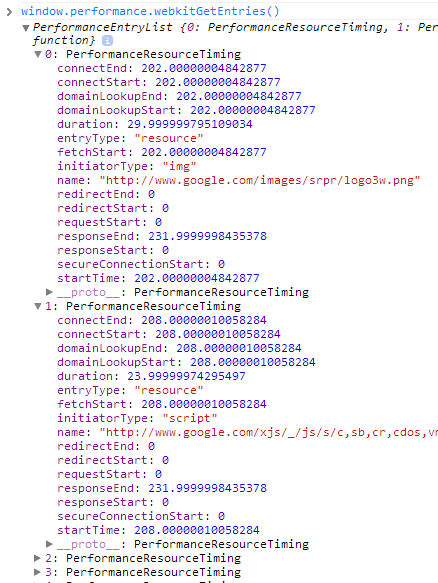 > window.performance.webkitGetEntries()
▼ PerformanceEntryList {0: PerformanceResourceTiming, 1: Per
function} i
▼ 0: PerformanceResourceTiming
connectEnd: 202.00000004842877
connectStart: 202.00000004842877
domainLookupEnd: 202.00000004842877
domainLookupStart: 202.00000004842877
duration: 29.999999795109034
entryType: "resource"
fetchStart: 202.00000004842877
initiatorType: "img"
name: "http://www.google.com/images/srpr/logo3w.png"
redirectEnd: 0
redirectStart: 0
requestStart: 0
responseEnd: 231.9999998435378
responseStart: 0
secureConnectionStart: 0
startTime: 202.00000004842877
▶ __proto__: PerformanceResourceTiming
▼ 1: PerformanceResourceTiming
connectEnd: 208.00000010058284
connectStart: 208.00000010058284
domainLookupEnd: 208.00000010058284
domainLookupStart: 208.00000010058284
duration: 23.99999974295497
entryType: "resource"
fetchStart: 208.00000010058284
initiatorType: "script"
name: "http://www.google.com/xjs/_/js/s/c,sb,cr,cdos,vm
redirectEnd: 0
redirectStart: 0
requestStart: 0
responseEnd: 231.9999998435378
responseStart: 0
secureConnectionStart: 0
startTime: 208.00000010058284
▶ __proto__: PerformanceResourceTiming
▶ 2: PerformanceResourceTiming
▶ 3: PerformanceResourceTiming